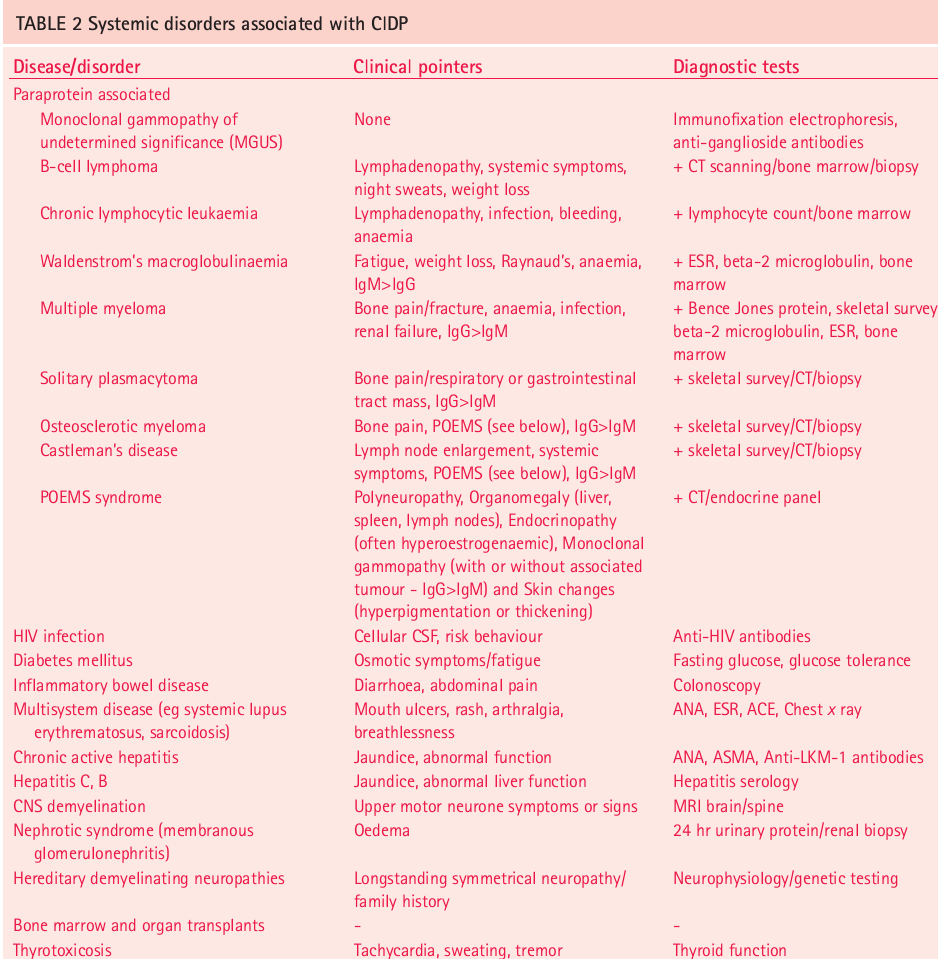 TABLE 2 Systemic disorders associated with CIDP
Disease/disorder Clinical pointers Diagnostic tests
Paraprotein associated
Monoclonal gammopathy of None Immunofixation electrophoresis,
undetermined significance (MGUS) anti-ganglioside antibodies
B-cell lymphoma Lymphadenopathy, systemic symptoms, + CT scanning/bone marrow/biopsy
night sweats, weight loss
Chronic lymphocytic leukaemia Lymphadenopathy, infection, bleeding, + lymphocyte count/bone marrow
anaemia
Waldenstrom's macroglobulinaemia Fatigue, weight loss, Raynaud's, anaemia, + ESR, beta-2 microglobulin, bone
IgM>IgG marrow
Multiple myeloma Bone pain/fracture, anaemia, infection, + Bence Jones protein, skeletal survey
renal failure, IgG>IgM beta-2 microglobulin, ESR, bone
marrow
Solitary plasmacytoma Bone pain/respiratory or gastrointestinal + skeletal survey/CT/biopsy
tract mass, IgG>IgM
Osteosclerotic myeloma Bone pain, POEMS (see below), IgG>IgM + skeletal survey/CT/biopsy
Castleman's disease Lymph node enlargement, systemic + skeletal survey/CT/biopsy
symptoms, POEMS (see below), IgG>IgM
POEMS syndrome Polyneuropathy, Organomegaly (liver, + CT/endocrine panel
spleen, lymph nodes), Endocrinopathy
(often hyperoestrogenaemic), Monoclonal
gammopathy (with or without associated
tumour - IgG>IgM) and Skin changes
(hyperpigmentation or thickening)
HIV infection Cellular CSF, risk behaviour Anti-HIV antibodies
Diabetes mellitus Osmotic symptoms/fatigue Fasting glucose, glucose tolerance
Inflammatory bowel disease Diarrhoea, abdominal pain Colonoscopy
Multisystem disease (eg systemic lupus Mouth ulcers, rash, arthralgia, ANA, ESR, ACE, Chest x ray
erythrematosus, sarcoidosis) breathlessness
Chronic active hepatitis Jaundice, abnormal function ANA, ASMA, Anti-LKM-1 antibodies
Hepatitis C, B Jaundice, abnormal liver function Hepatitis serology
CNS demyelination Upper motor neurone symptoms or signs MRI brain/spine
Nephrotic syndrome (membranous Oedema 24 hr urinary protein/renal biopsy
glomerulonephritis)
Hereditary demyelinating neuropathies Longstanding symmetrical neuropathy/ Neurophysiology/genetic testing
family history
Bone marrow and organ transplants - -
Thyrotoxicosis Tachycardia, sweating, tremor Thyroid function